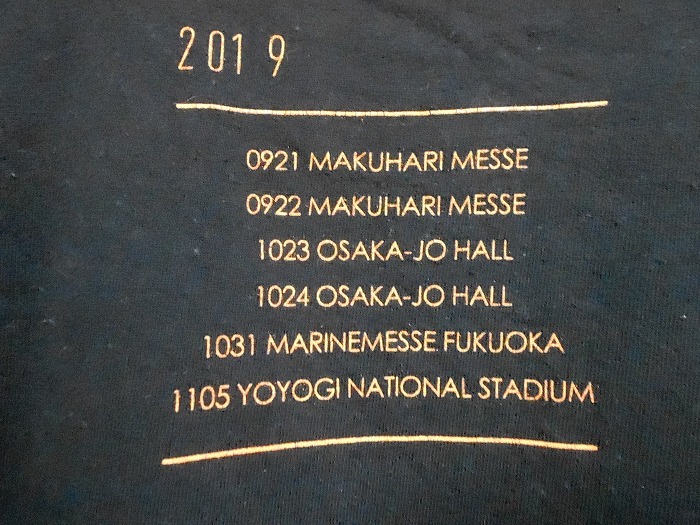 2019
0921 MAKUHARI MESSE
0922 MAKUHARI MESSE
1023 OSAKA-JO HALL
1024 OSAKA-JO HALL
1031 MARINEMESSE FUKUOKA
1105 YOYOGI NATIONAL STADIUM